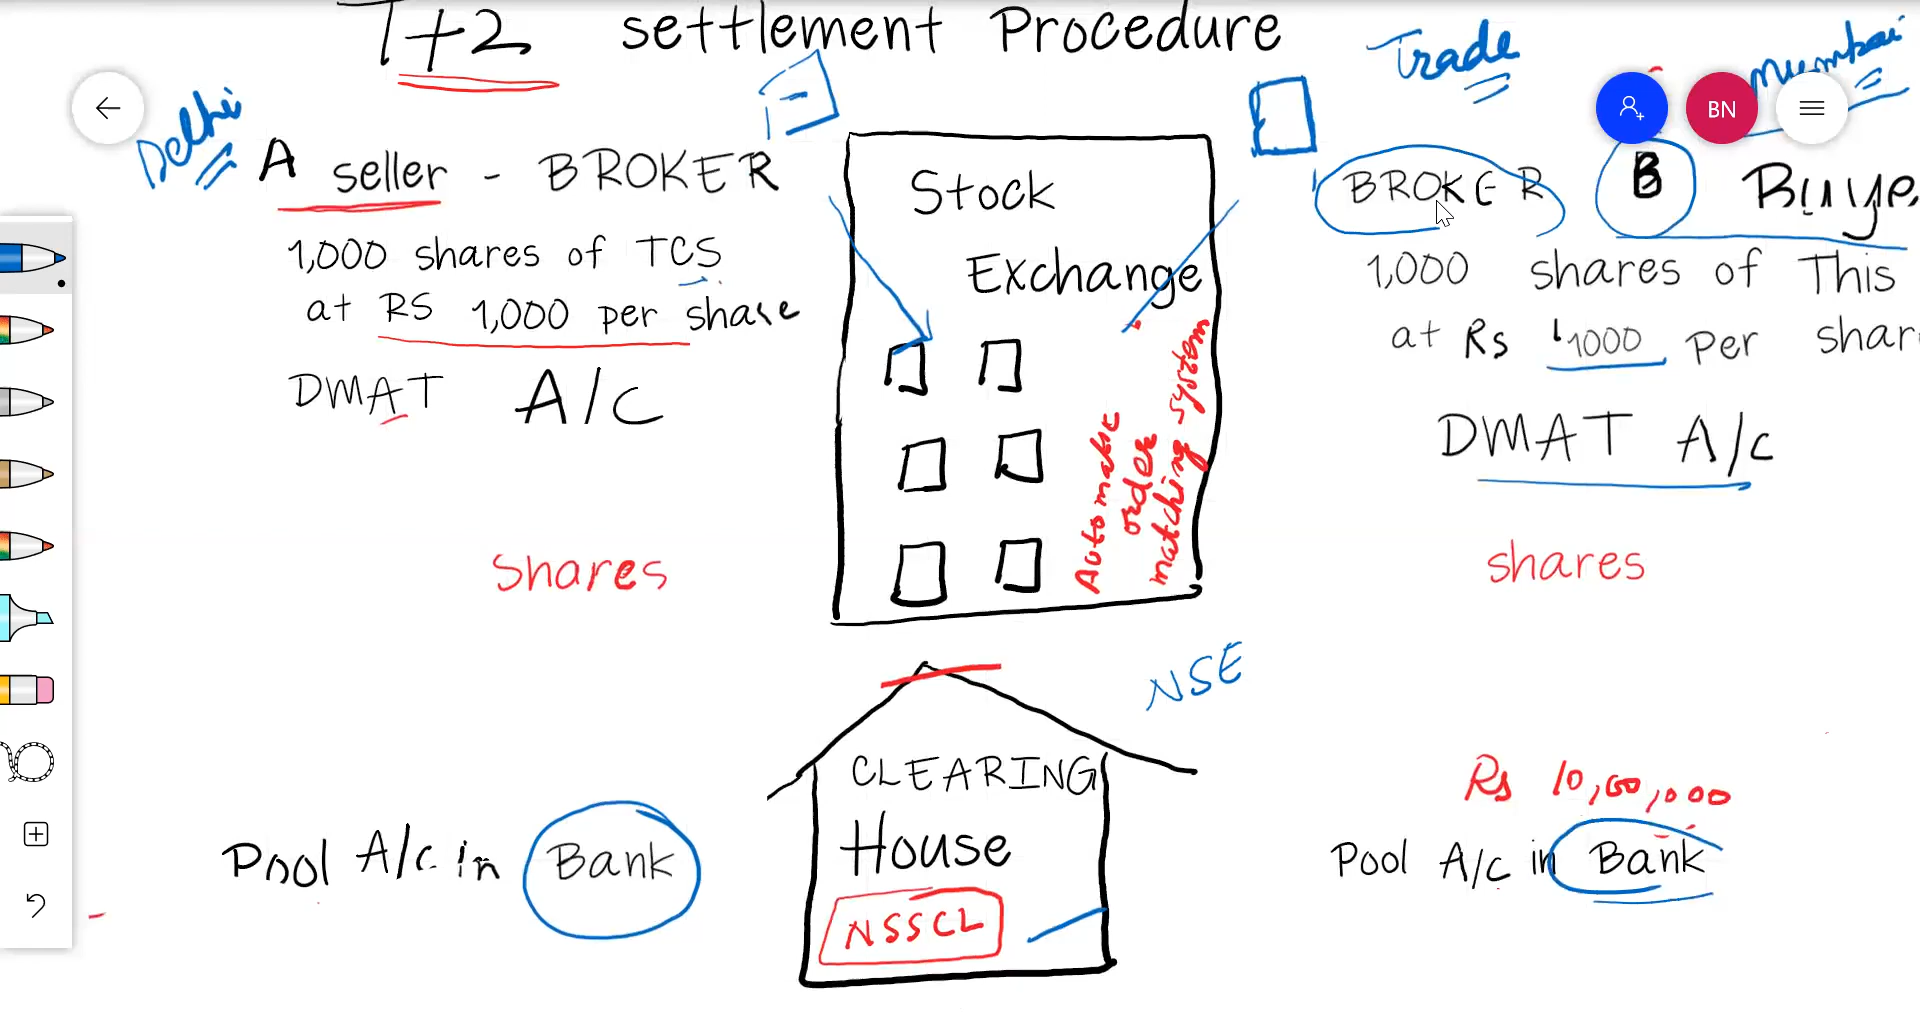 T+2 settlement Procedure
Trade
Mumbai
Delhi
BN
A seller - BROKER
BROKER B Buye
1,000 shares of TCS
at RS 1,000 per share
DMAT A/c
Stock
Exchange
Automatic order matching system
1,000 shares of This
at Rs 1000 Per shar
DMAT A/c
Shares
shares
NSE
CLEARING
House
NSSCL
Pool A/c in Bank
Rs 10,00,000
Pool A/c in Bank